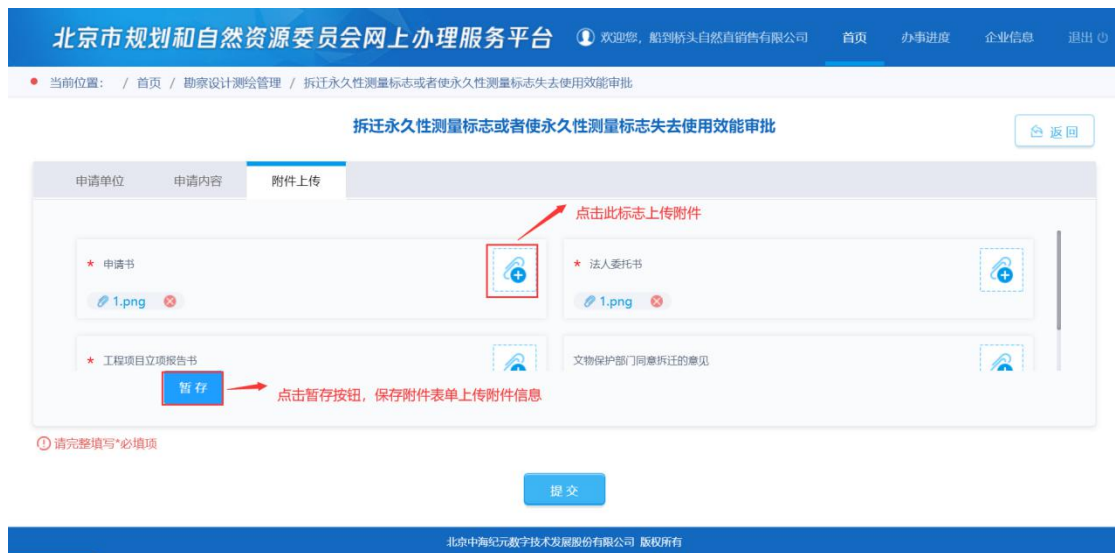 北京市规划和自然资源委员会网上办理服务平台 欢迎您，船到桥头自然直销售有限公司 首页 办事进度 企业信息 退出
当前位置： / 首页 / 勘察设计测绘管理 / 拆迁永久性测量标志或者使永久性测量标志失去使用效能审批
拆迁永久性测量标志或者使永久性测量标志失去使用效能审批
返回
申请单位 申请内容 附件上传
点击此标志上传附件
* 申请书
* 法人委托书
1.png
1.png
* 工程项目立项报告书
文物保护部门同意拆迁的意见
暂存
点击暂存按钮，保存附件表单上传附件信息
请完整填写*必填项
提交
北京中海纪元数字技术发展股份有限公司 版权所有